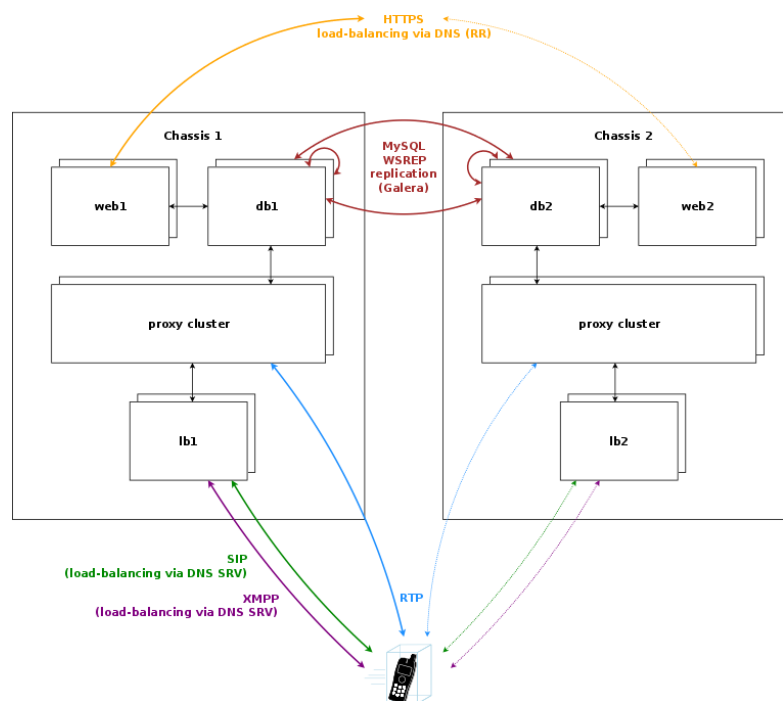 HTTPS
load-balancing via DNS (RR)
Chassis 1
Chassis 2
MySQL
WSREP
replication
(Galera)
web1
db1
db2
web2
proxy cluster
proxy cluster
lb1
lb2
SIP
(load-balancing via DNS SRV)
XMPP
(load-balancing via DNS SRV)
RTP